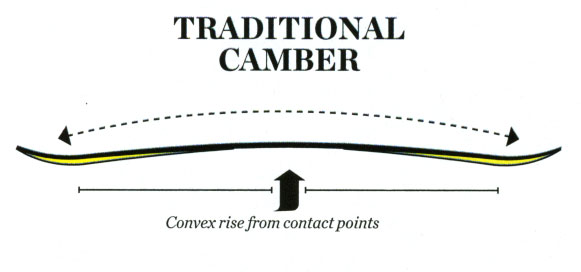 TRADITIONAL
CAMBER
Convex rise from contact points